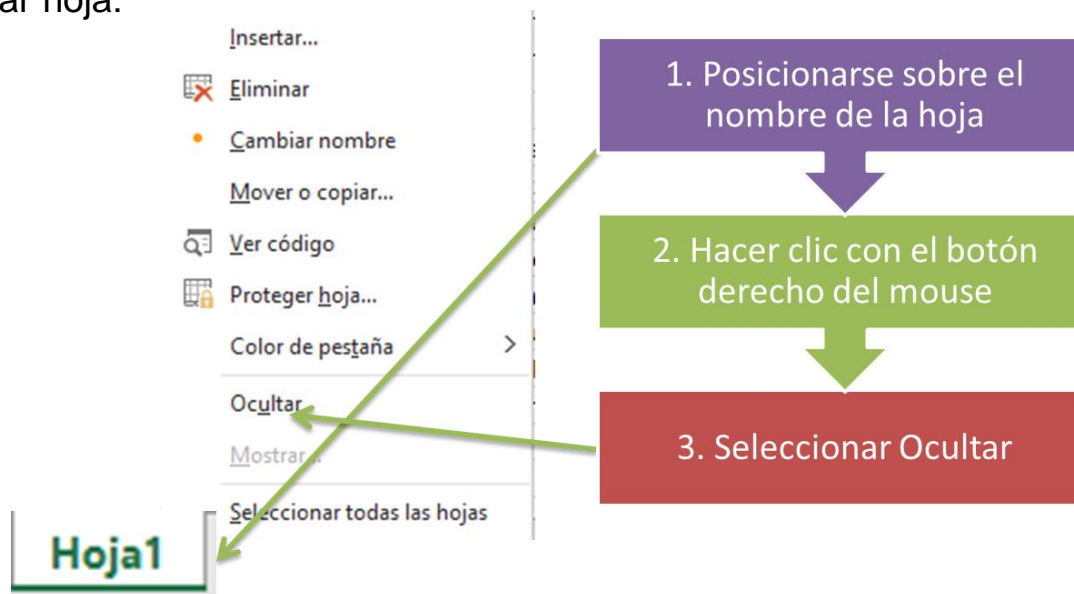 ar hoja.
Insertar...
Eliminar
Cambiar nombre
Mover o copiar...
Ver código
Proteger hoja...
Color de pestaña
Ocultar
Mostrar...
Seleccionar todas las hojas
Hoja1
1. Posicionarse sobre el
nombre de la hoja
2. Hacer clic con el botón
derecho del mouse
3. Seleccionar Ocultar